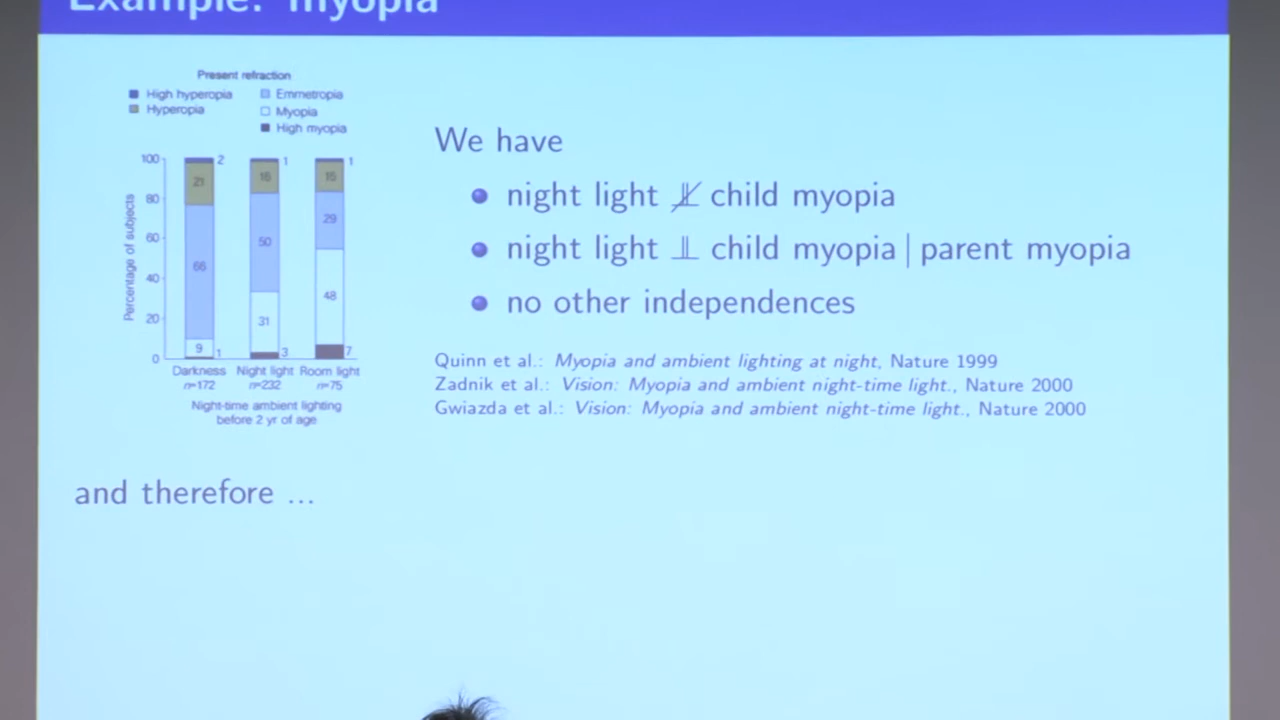 Example: myopia
Present refraction
High hyperopia
Emmetropia
Hyperopia
Myopia
High myopia
Percentage of subjects
100
80
60
40
20
0
2
21
66
9
1
1
16
50
31
3
1
16
29
48
7
Darkness Night light Room light
n=172 n=232 n=75
Night-time ambient lighting
before 2 yr of age
We have
night light ⊥̸⊥ child myopia
night light ⊥⊥ child myopia | parent myopia
no other independences
Quinn et al.: Myopia and ambient lighting at night, Nature 1999
Zadnik et al.: Vision: Myopia and ambient night-time light., Nature 2000
Gwiazda et al.: Vision: Myopia and ambient night-time light., Nature 2000
and therefore ...